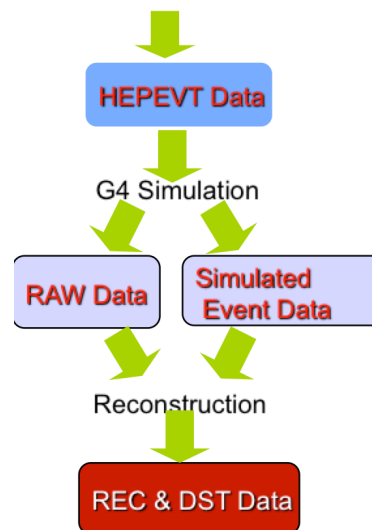 HEPEVT Data
G4 Simulation
RAW Data
Simulated
Event Data
Reconstruction
REC & DST Data